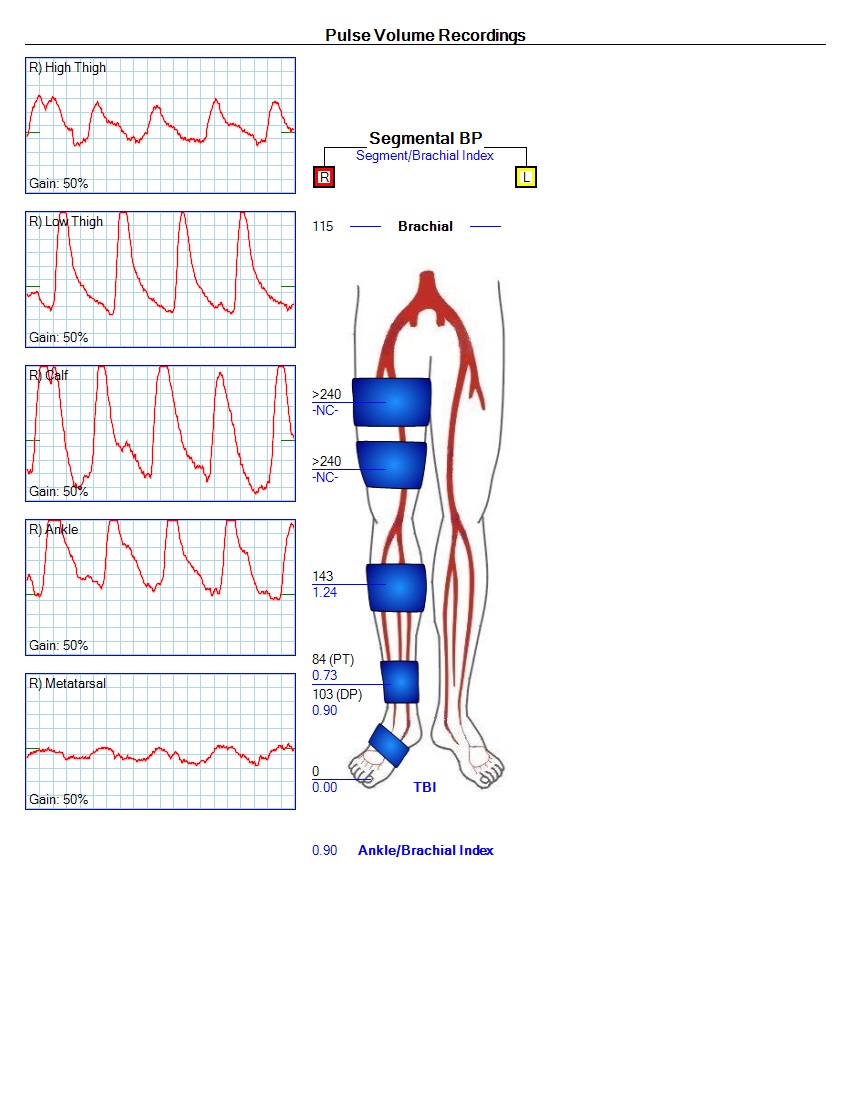 Pulse Volume Recordings
R) High Thigh
Gain: 50%
R) Low Thigh
Gain: 50%
R) Calf
Gain: 50%
R) Ankle
Gain: 50%
R) Metatarsal
Gain: 50%
Segmental BP
Segment/Brachial Index
R
L
115
Brachial
>240
-NC-
>240
-NC-
143
1.24
84 (PT)
0.73
103 (DP)
0.90
0
0.00
TBI
0.90 Ankle/Brachial Index